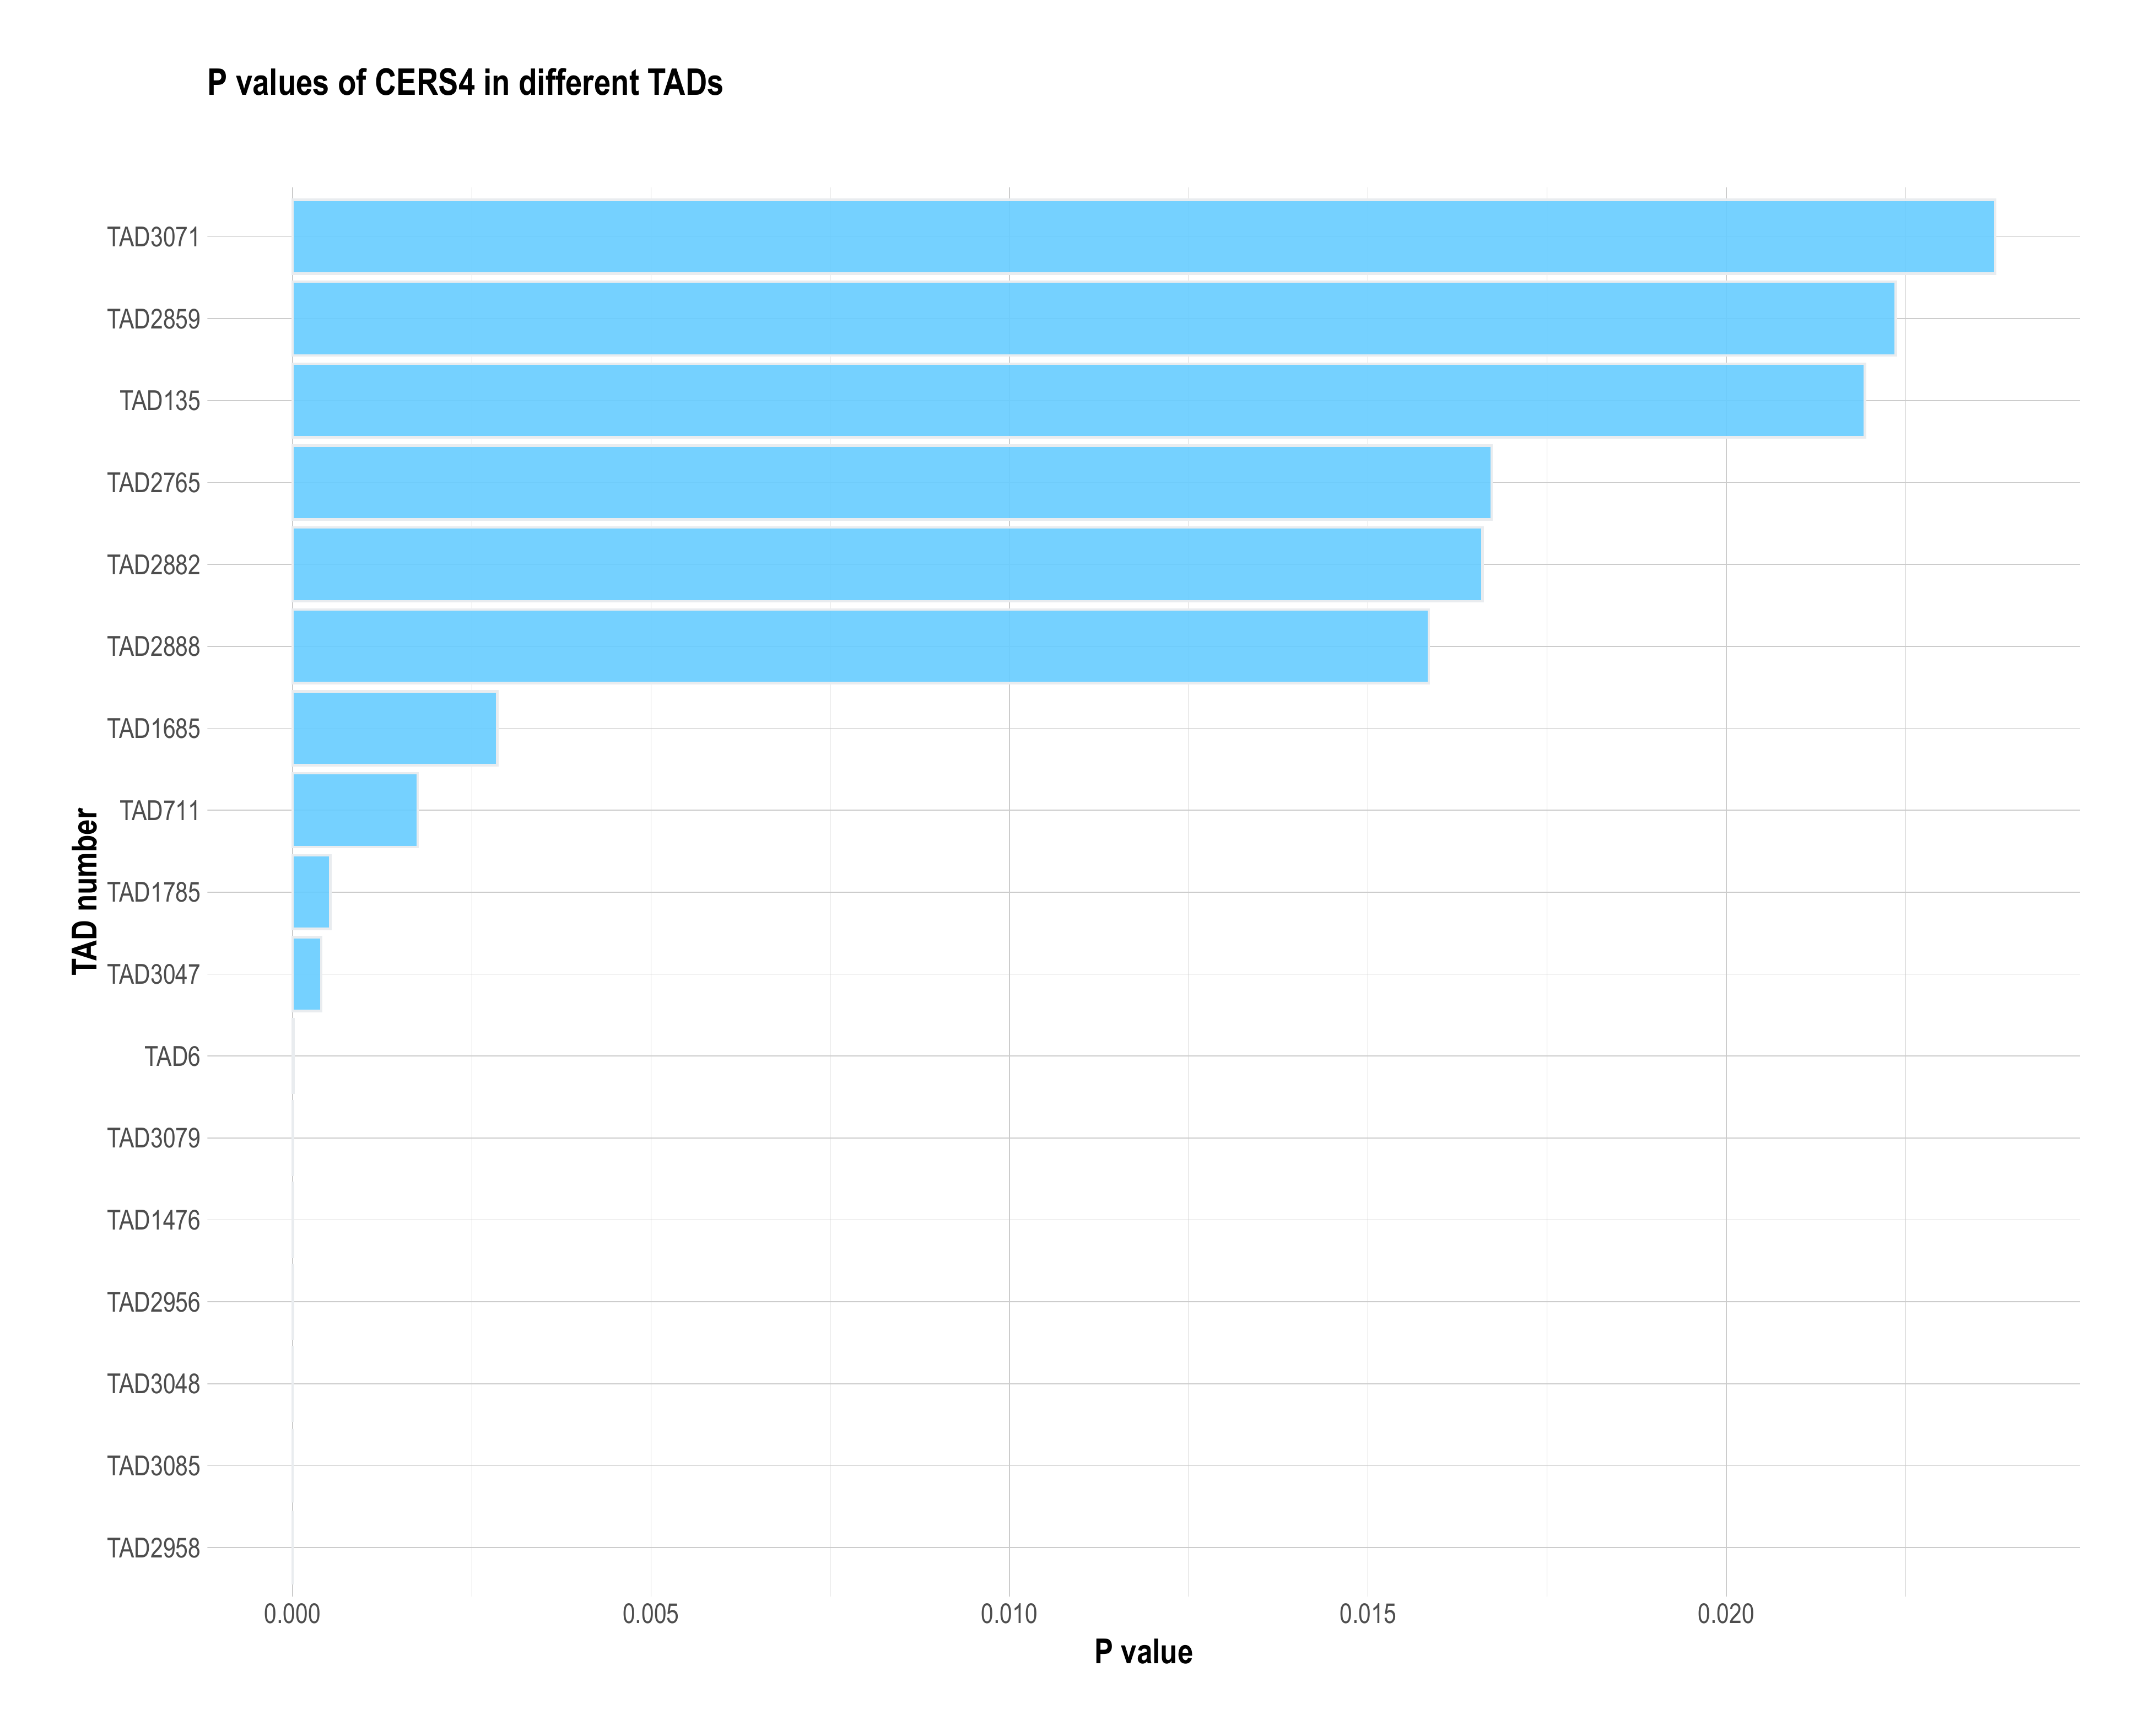 P values of CERS4 in different TADs
TAD3071
TAD2859
TAD135
TAD2765
TAD2882
TAD2888
TAD1685
TAD711
TAD1785
TAD3047
TAD6
TAD3079
TAD1476
TAD2956
TAD3048
TAD3085
TAD2958
TAD number
0.000 0.005 0.010 0.015 0.020
P value